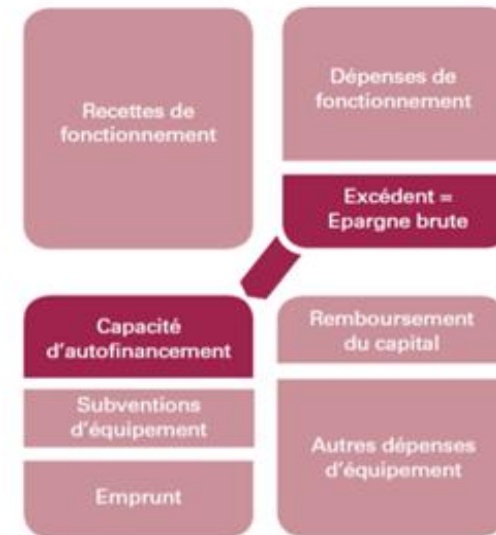 Recettes de
fonctionnement
Dépenses de
fonctionnement
Excédent =
Epargne brute
Capacité
d'autofinancement
Remboursement
du capital
Subventions
d'équipement
Autres dépenses
d'équipement
Emprunt